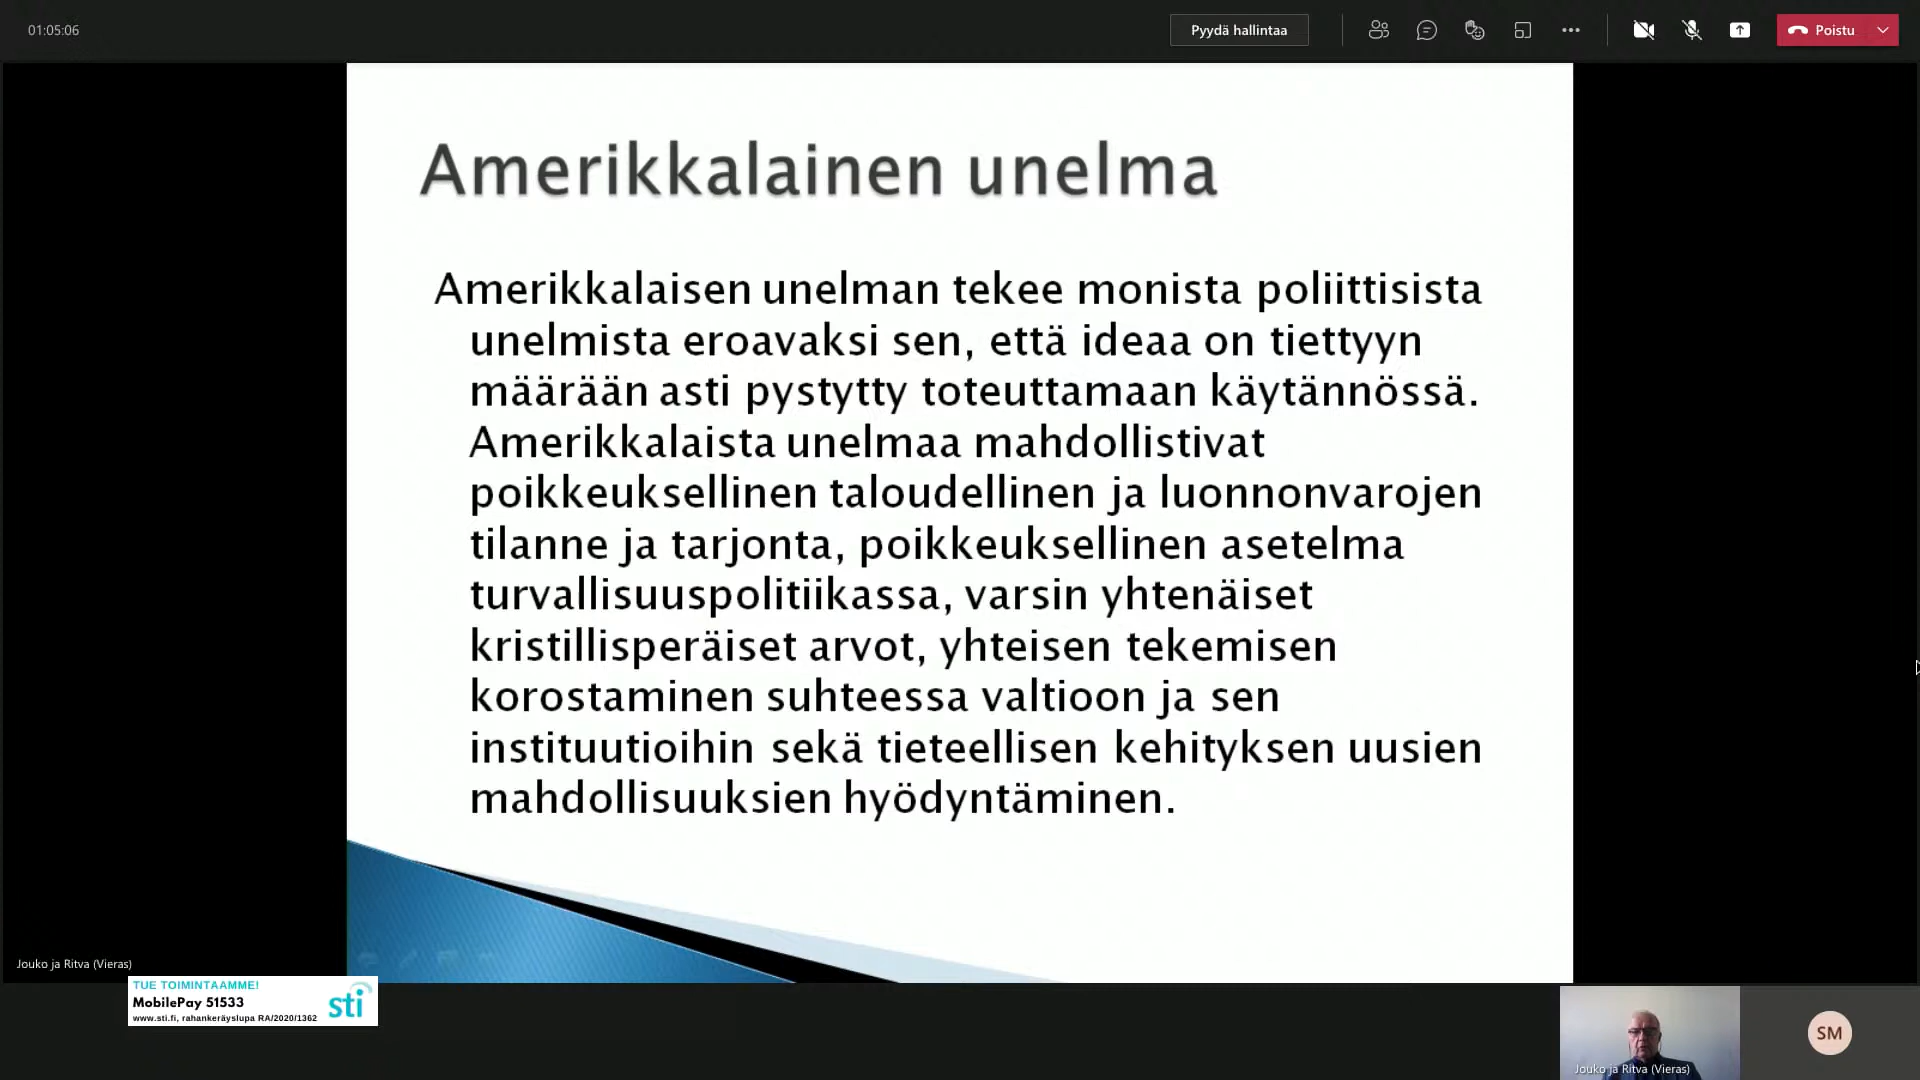 01:05:06
Pyydä hallintaa
Poistu
Amerikkalainen unelma
Amerikkalaisen unelman tekee monista poliittisista
unelmista eroavaksi sen, että ideaa on tiettyyn
määrään asti pystytty toteuttamaan käytännössä.
Amerikkalaista unelmaa mahdollistivat
poikkeuksellinen taloudellinen ja luonnonvarojen
tilanne ja tarjonta, poikkeuksellinen asetelma
turvallisuuspolitiikassa, varsin yhtenäiset
kristillisperäiset arvot, yhteisen tekemisen
korostaminen suhteessa valtioon ja sen
instituutioihin sekä tieteellisen kehityksen uusien
mahdollisuuksien hyödyntäminen.
Jouko ja Ritva (Vieras)
TUE TOIMINTAAMME!
MobilePay 51533
www.sti.fi, rahankeräyslupa RA/2020/1362
sti
SM
Jouko ja Ritva (Vieras)